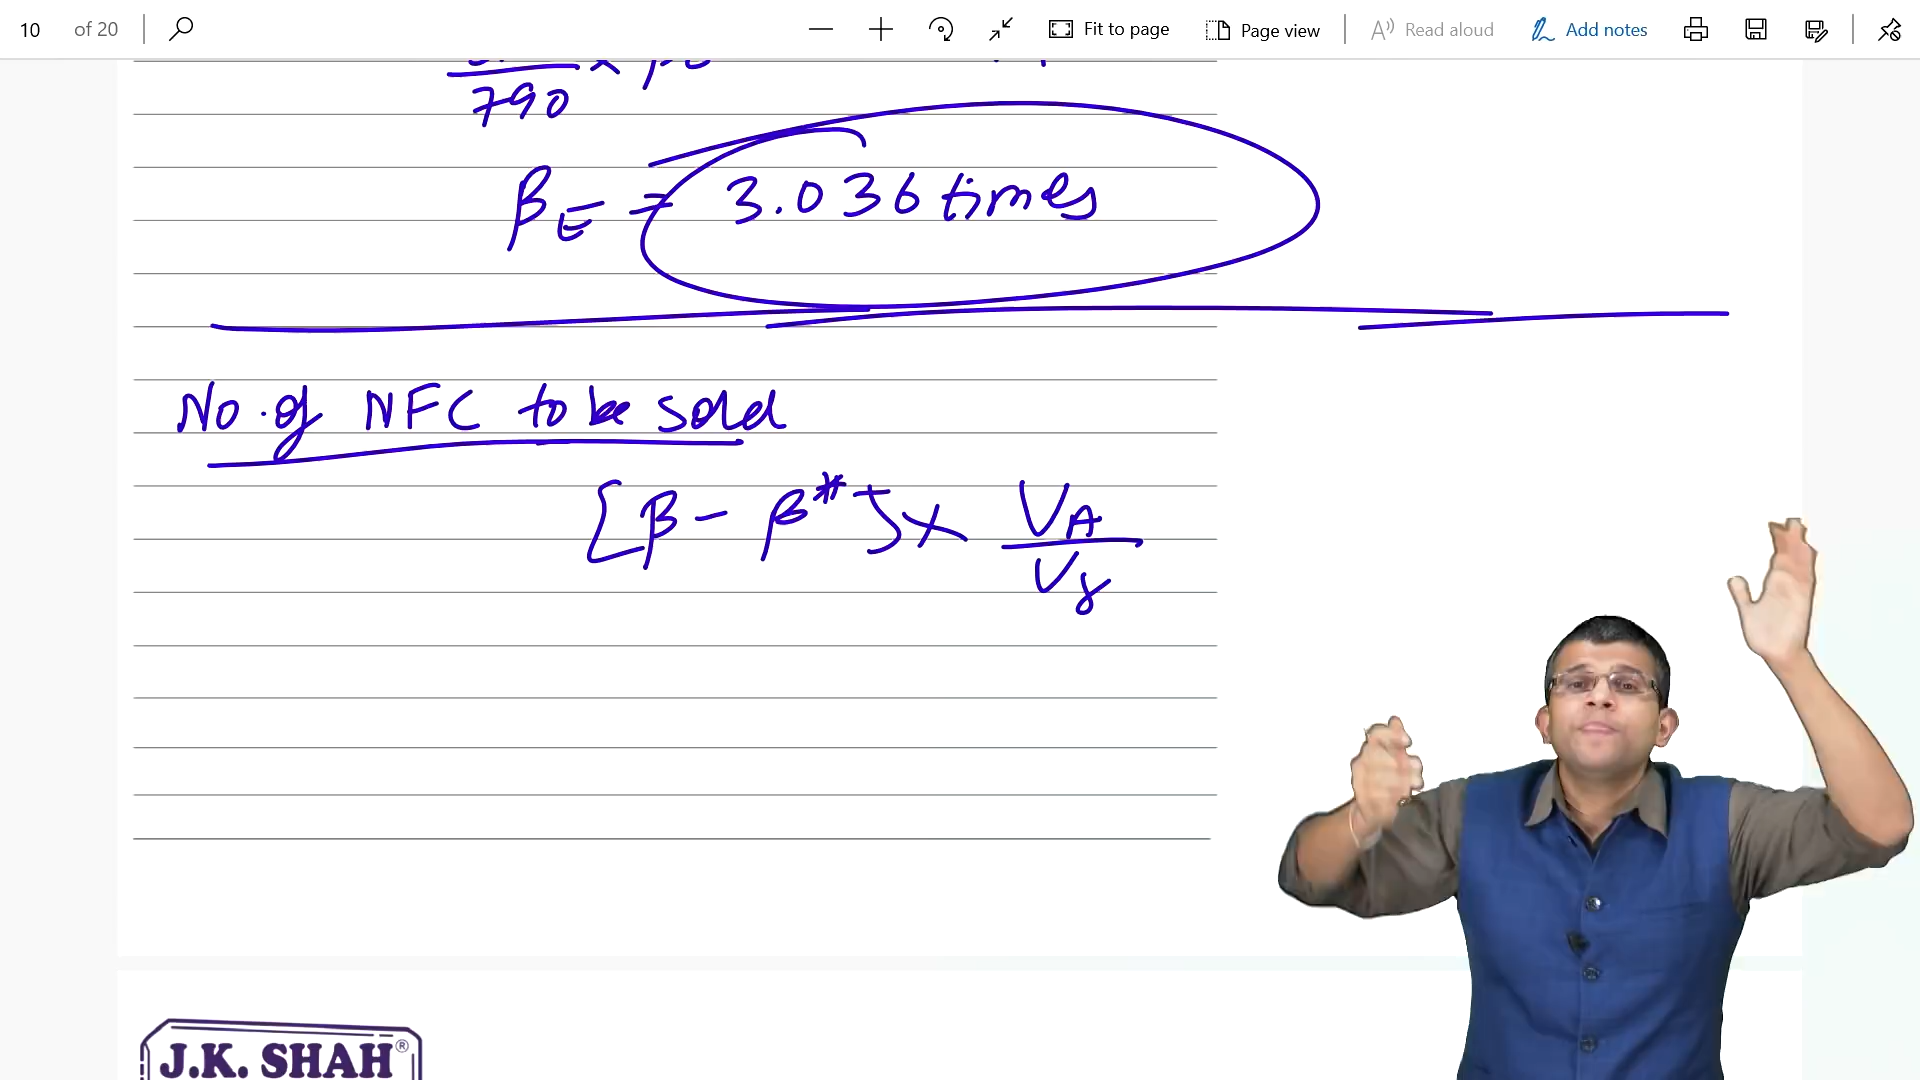 10 of 20 Fit to page Page view Read aloud Add notes
790
βE = 3.036 times
No. of NFC to be sold
[β - β*] x VA
Vγ
J.K. SHAH®